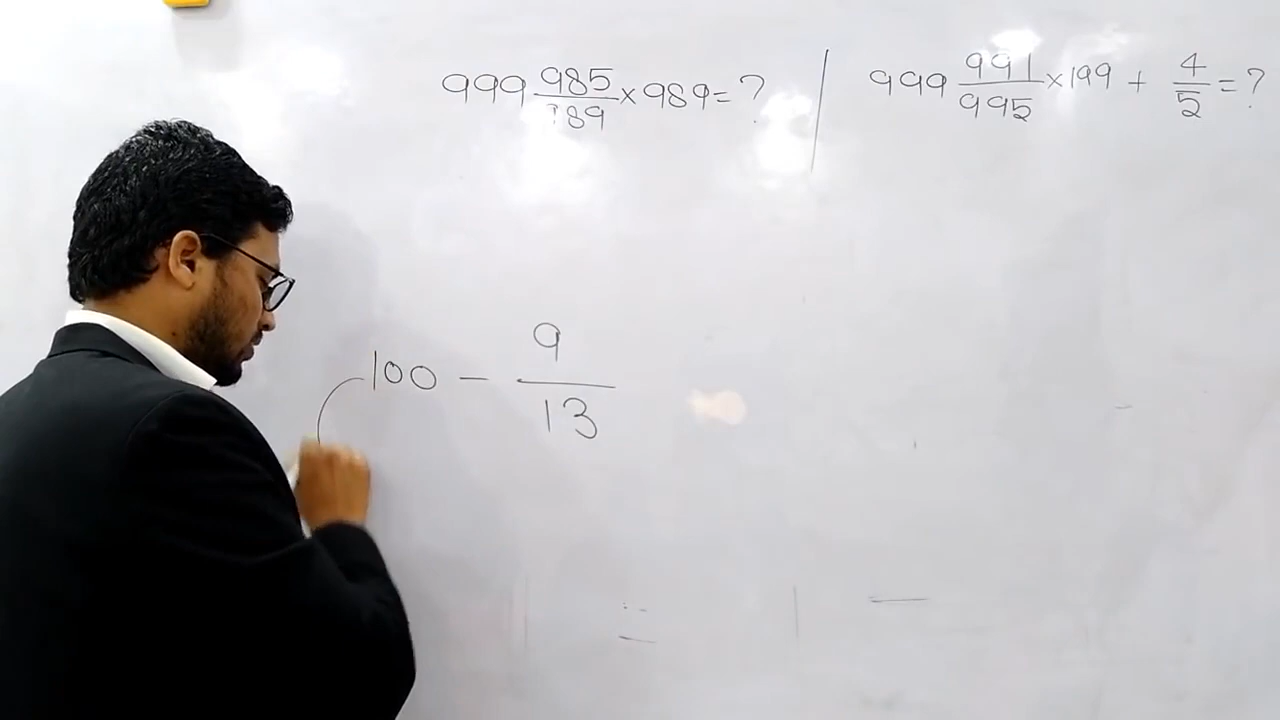 999 985/989 × 989 = ?
999 991/995 × 199 + 4/5 = ?
100 - 9/13